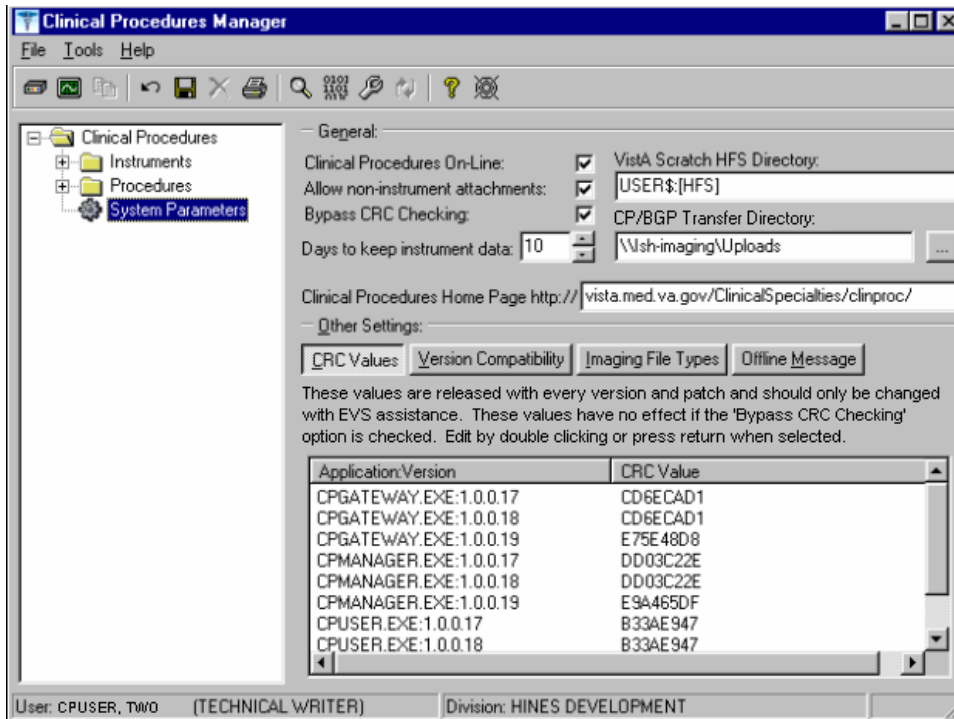 Clinical Procedures Manager
File Tools Help
Clinical Procedures
Instruments
Procedures
System Parameters
General:
Clinical Procedures On-Line:
Allow non-instrument attachments:
Bypass CRC Checking:
Days to keep instrument data: 10
VistA Scratch HFS Directory:
USER$:[HFS]
CP/BGP Transfer Directory:
\\Ish-imaging\Uploads
...
Clinical Procedures Home Page http:// vista.med.va.gov/ClinicalSpecialties/clinproc/
Other Settings:
CRC Values Version Compatibility Imaging File Types Offline Message
These values are released with every version and patch and should only be changed
with EVS assistance. These values have no effect if the 'Bypass CRC Checking'
option is checked. Edit by double clicking or press return when selected.
Application:Version CRC Value
CPGATEWAY.EXE:1.0.0.17 CD6ECAD1
CPGATEWAY.EXE:1.0.0.18 CD6ECAD1
CPGATEWAY.EXE:1.0.0.19 E75E48D8
CPMANAGER.EXE:1.0.0.17 DD03C22E
CPMANAGER.EXE:1.0.0.18 DD03C22E
CPMANAGER.EXE:1.0.0.19 E9A465DF
CPUSER.EXE:1.0.0.17 B33AE947
CPUSER.EXE:1.0.0.18 B33AE947
User: CPUSER, TWO (TECHNICAL WRITER) Division: HINES DEVELOPMENT